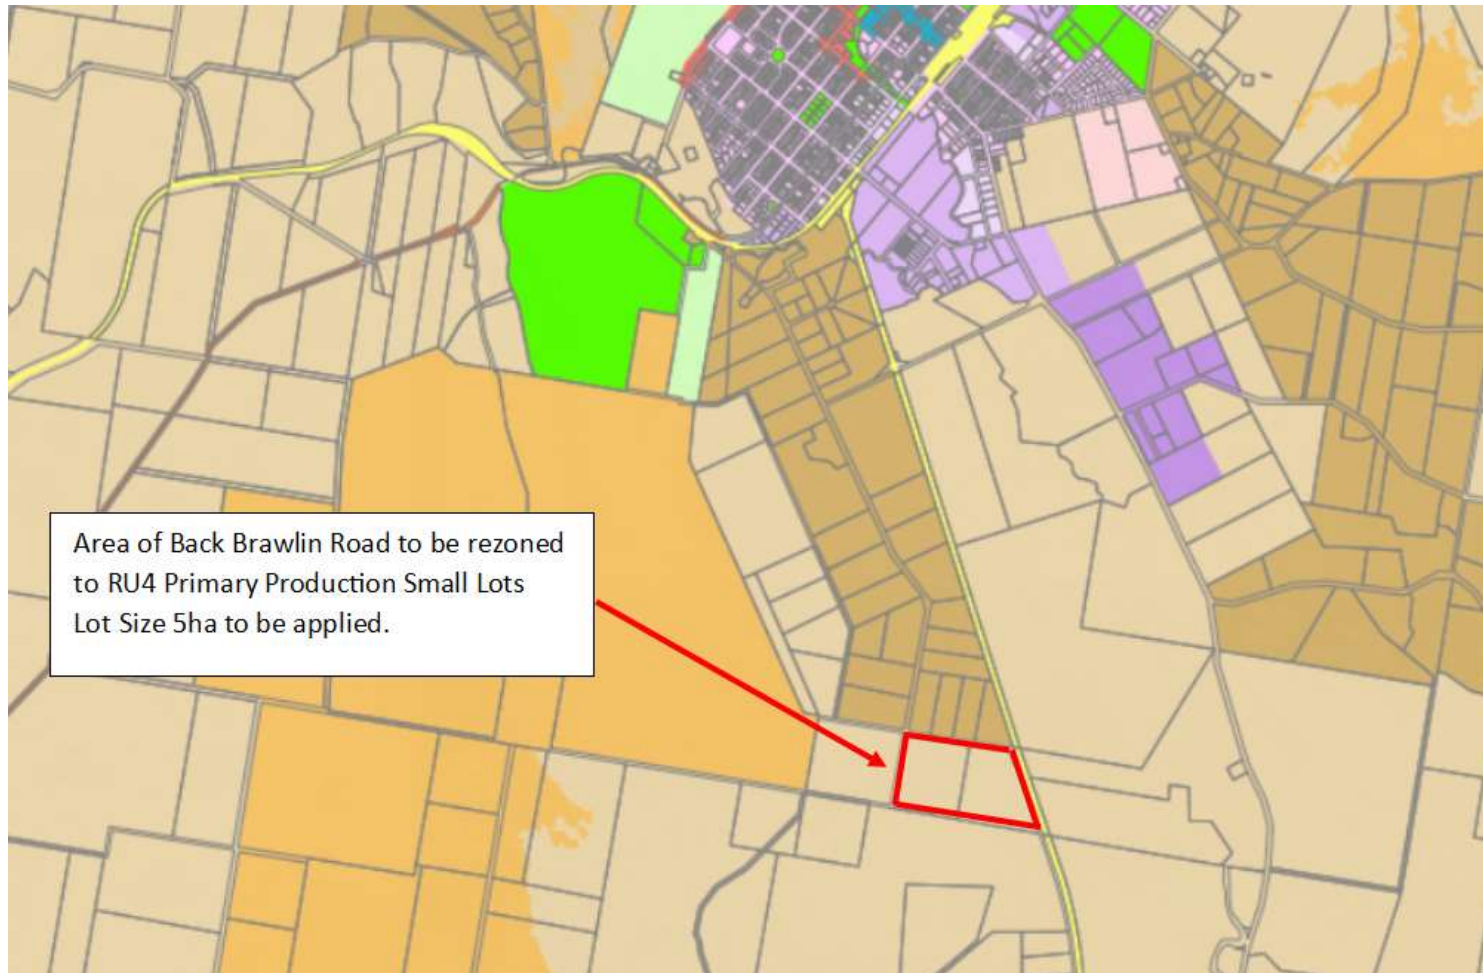 Area of Back Brawlin Road to be rezoned
to RU4 Primary Production Small Lots
Lot Size 5ha to be applied.